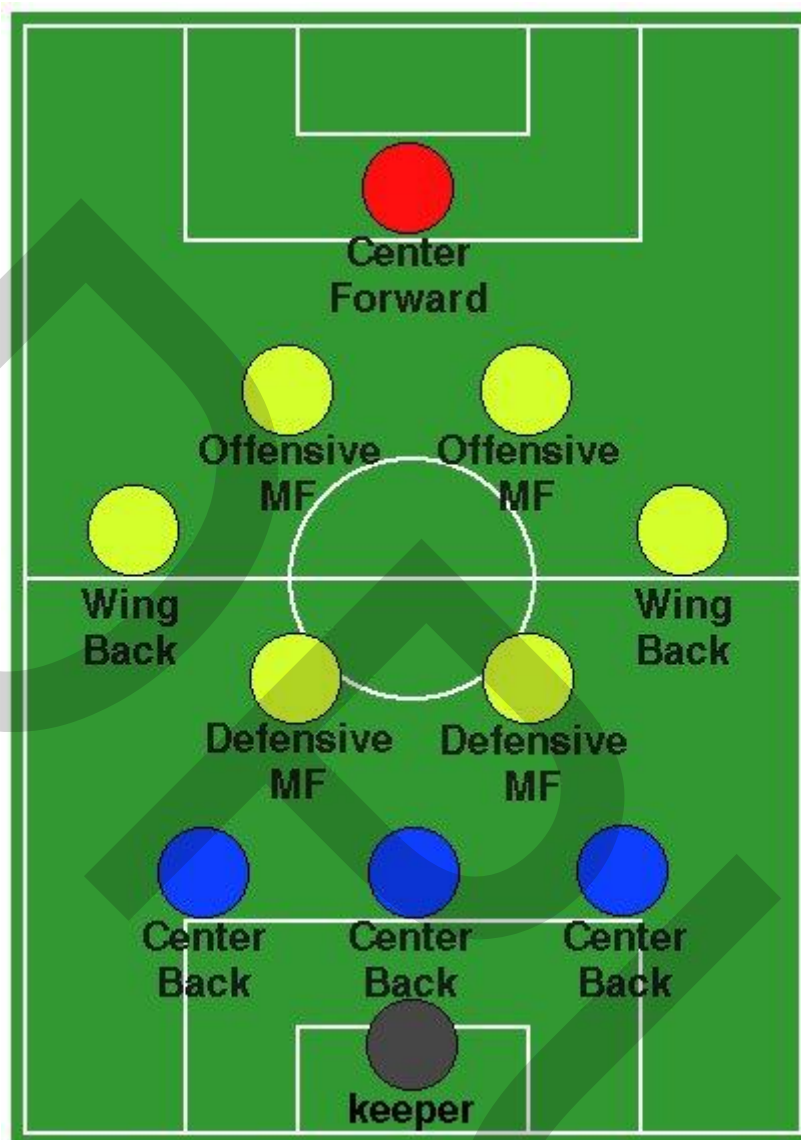 Center
Forward
Offensive
MF
Offensive
MF
Wing
Back
Wing
Back
Defensive
MF
Defensive
MF
Center
Back
Center
Back
Center
Back
keeper